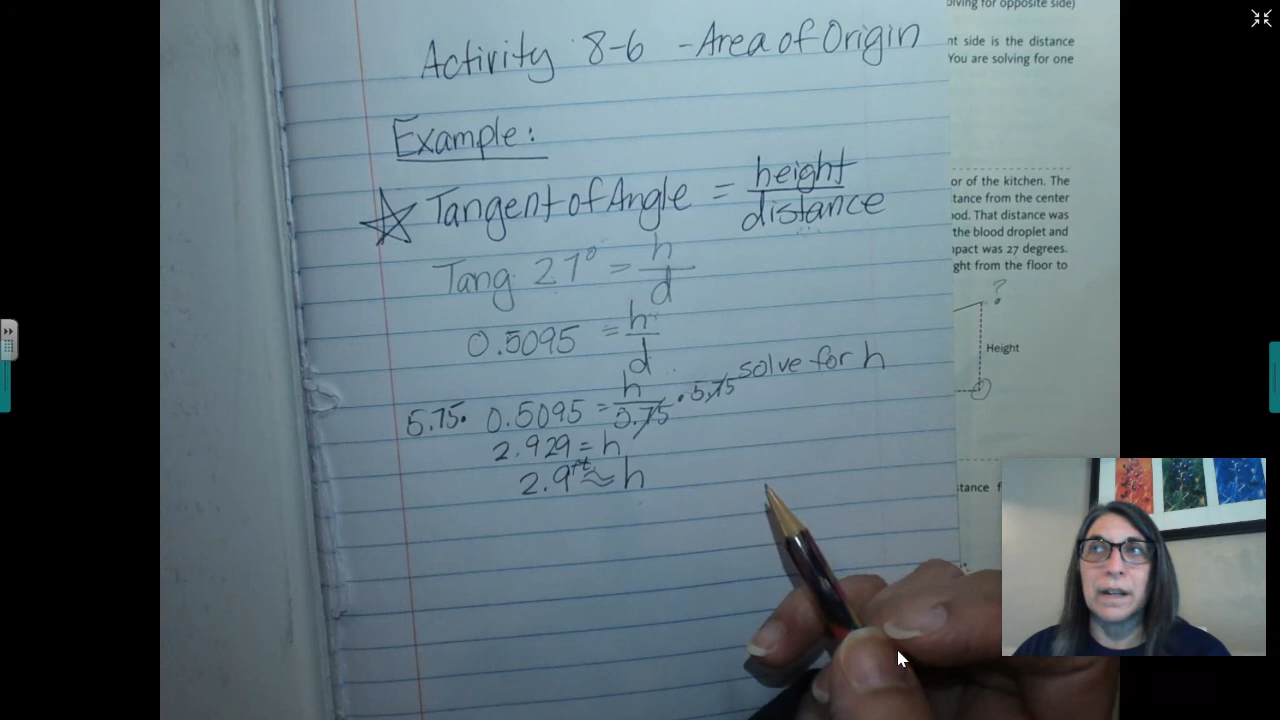 Activity 8-6 - Area of Origin
Example:
Tangent of Angle = height
distance
Tang 27° = h
d
0.5095 = h
d
solve for h
5.75 · 0.5095 = h · 5.75
5.75
2.929 = h
2.9 ft ≈ h
olving for opposite side)
nt side is the distance
You are solving for one
or of the kitchen. The
tance from the center
ood. That distance was
the blood droplet and
npact was 27 degrees.
ght from the floor to
?
Height
stance f